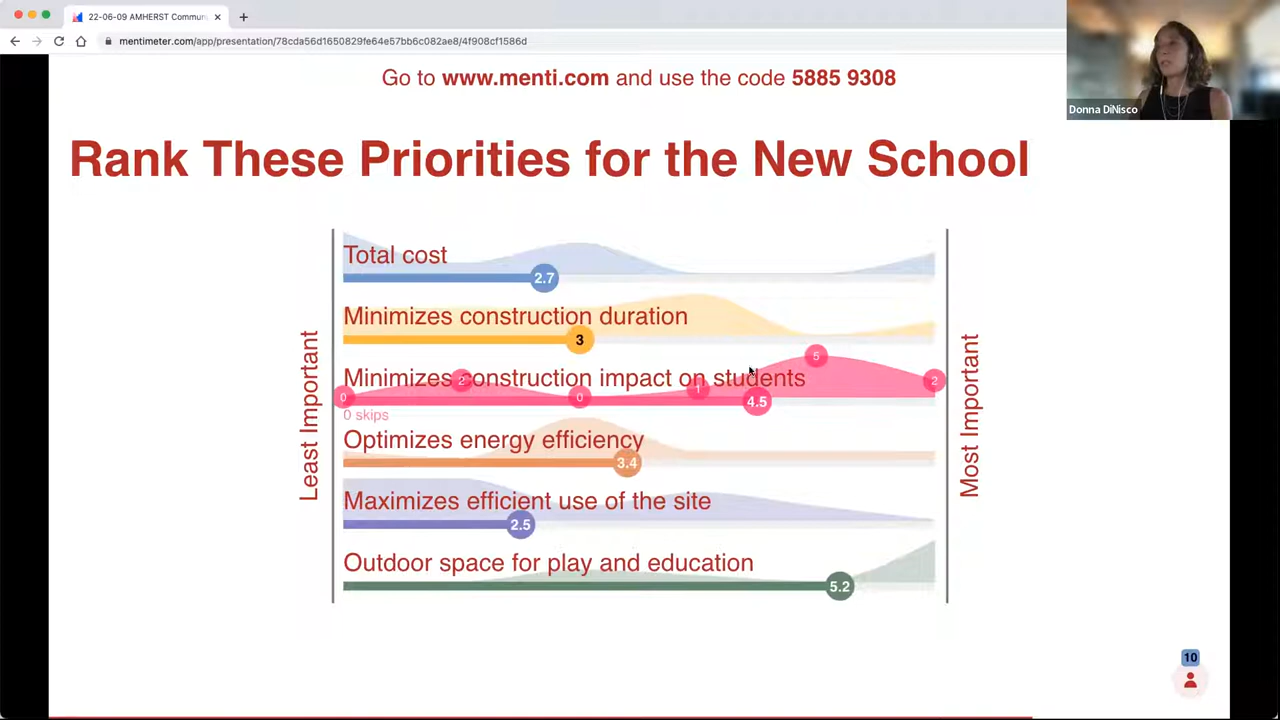 22-06-09 AMHERST Commun
mentimeter.com/app/presentation/78cda56d1650829fe64e57bb6c082ae8/4f908cf1586d
Donna DiNisco
Go to www.menti.com and use the code 5885 9308
Rank These Priorities for the New School
Least Important
Total cost
2.7
Minimizes construction duration
3
Minimizes construction impact on students
0 2 0 1 5 2
4.5
0 skips
Optimizes energy efficiency
3.4
Maximizes efficient use of the site
2.5
Outdoor space for play and education
5.2
Most Important
10